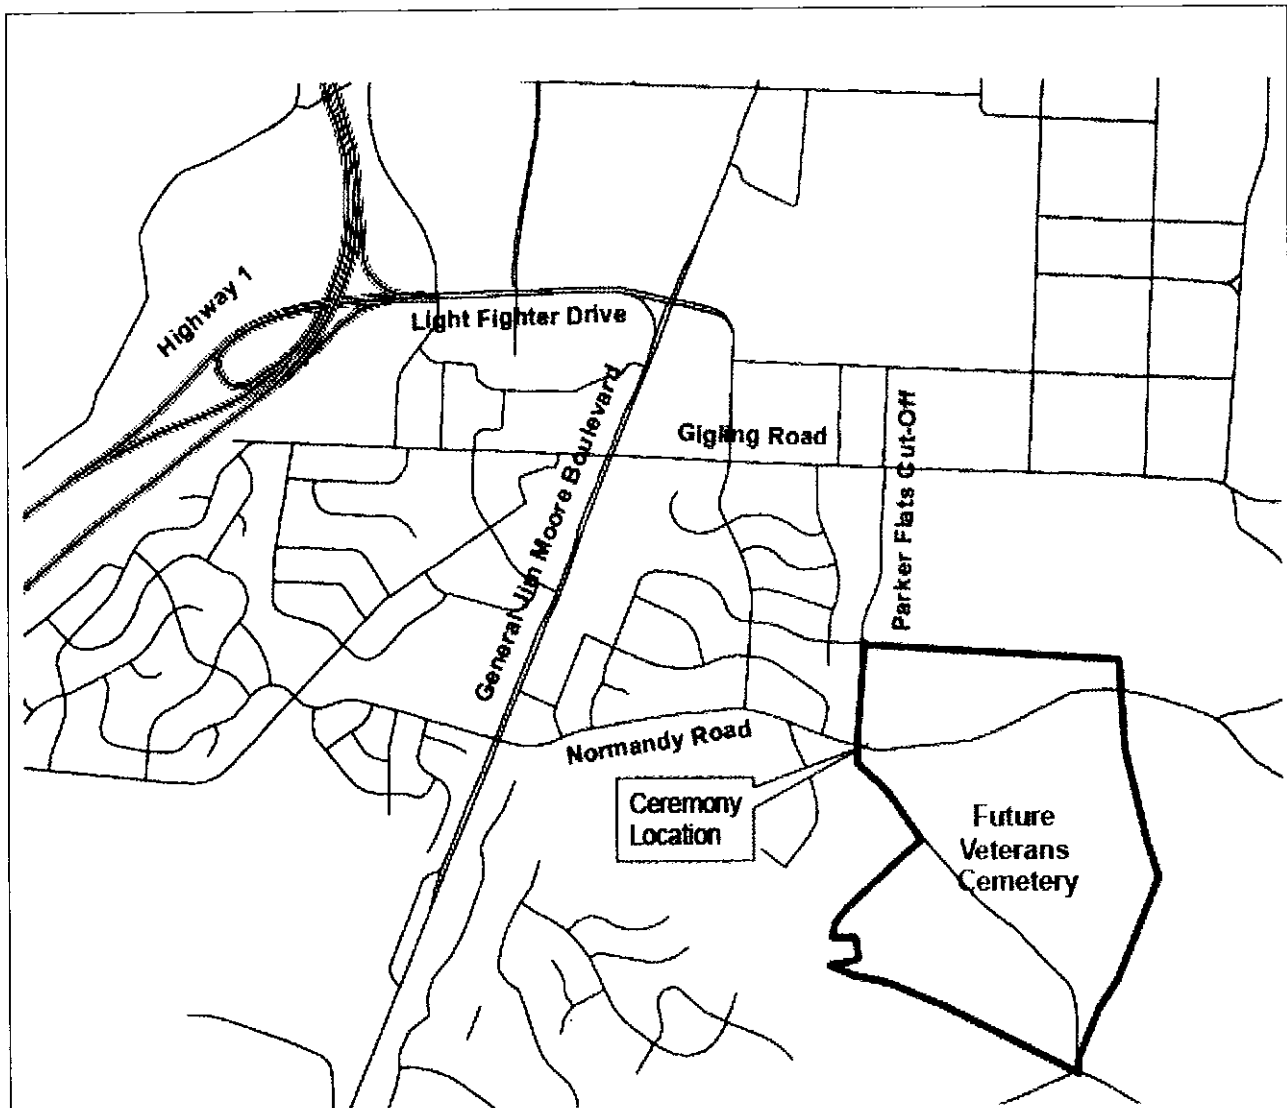 Highway 1
Light Fighter Drive
General Jim Moore Boulevard
Gigling Road
Parker Flats Cut-Off
Normandy Road
Ceremony
Location
Future
Veterans
Cemetery